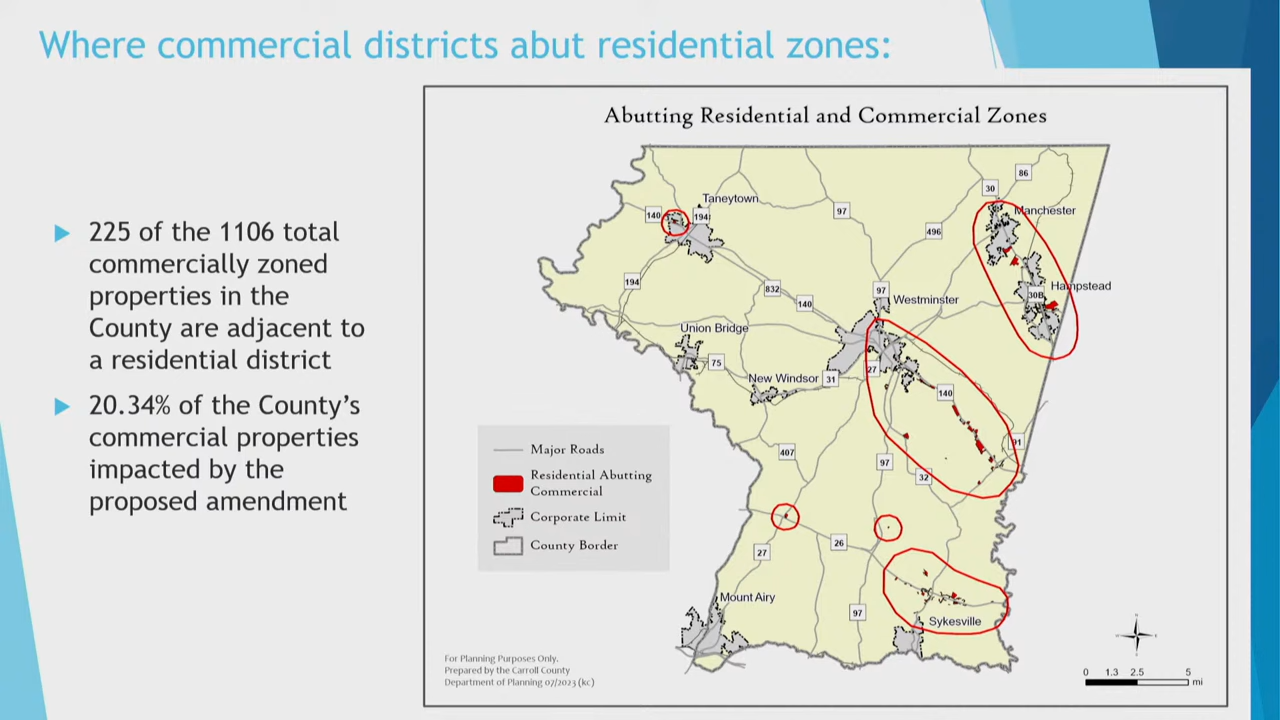 Where commercial districts abut residential zones:
225 of the 1106 total
commercially zoned
properties in the
County are adjacent to
a residential district
20.34% of the County's
commercial properties
impacted by the
proposed amendment
Abutting Residential and Commercial Zones
86
30
Taneytown
140
194
97
Manchester
496
194
832
97
Hampstead
30B
140
Westminster
Union Bridge
75
27
New Windsor
31
140
91
407
97
32
26
27
Mount Airy
97
Sykesville
Major Roads
Residential Abutting
Commercial
Corporate Limit
County Border
For Planning Purposes Only.
Prepared by the Carroll County
Department of Planning 07/2023 (kc)
0 1.3 2.5 5
mi